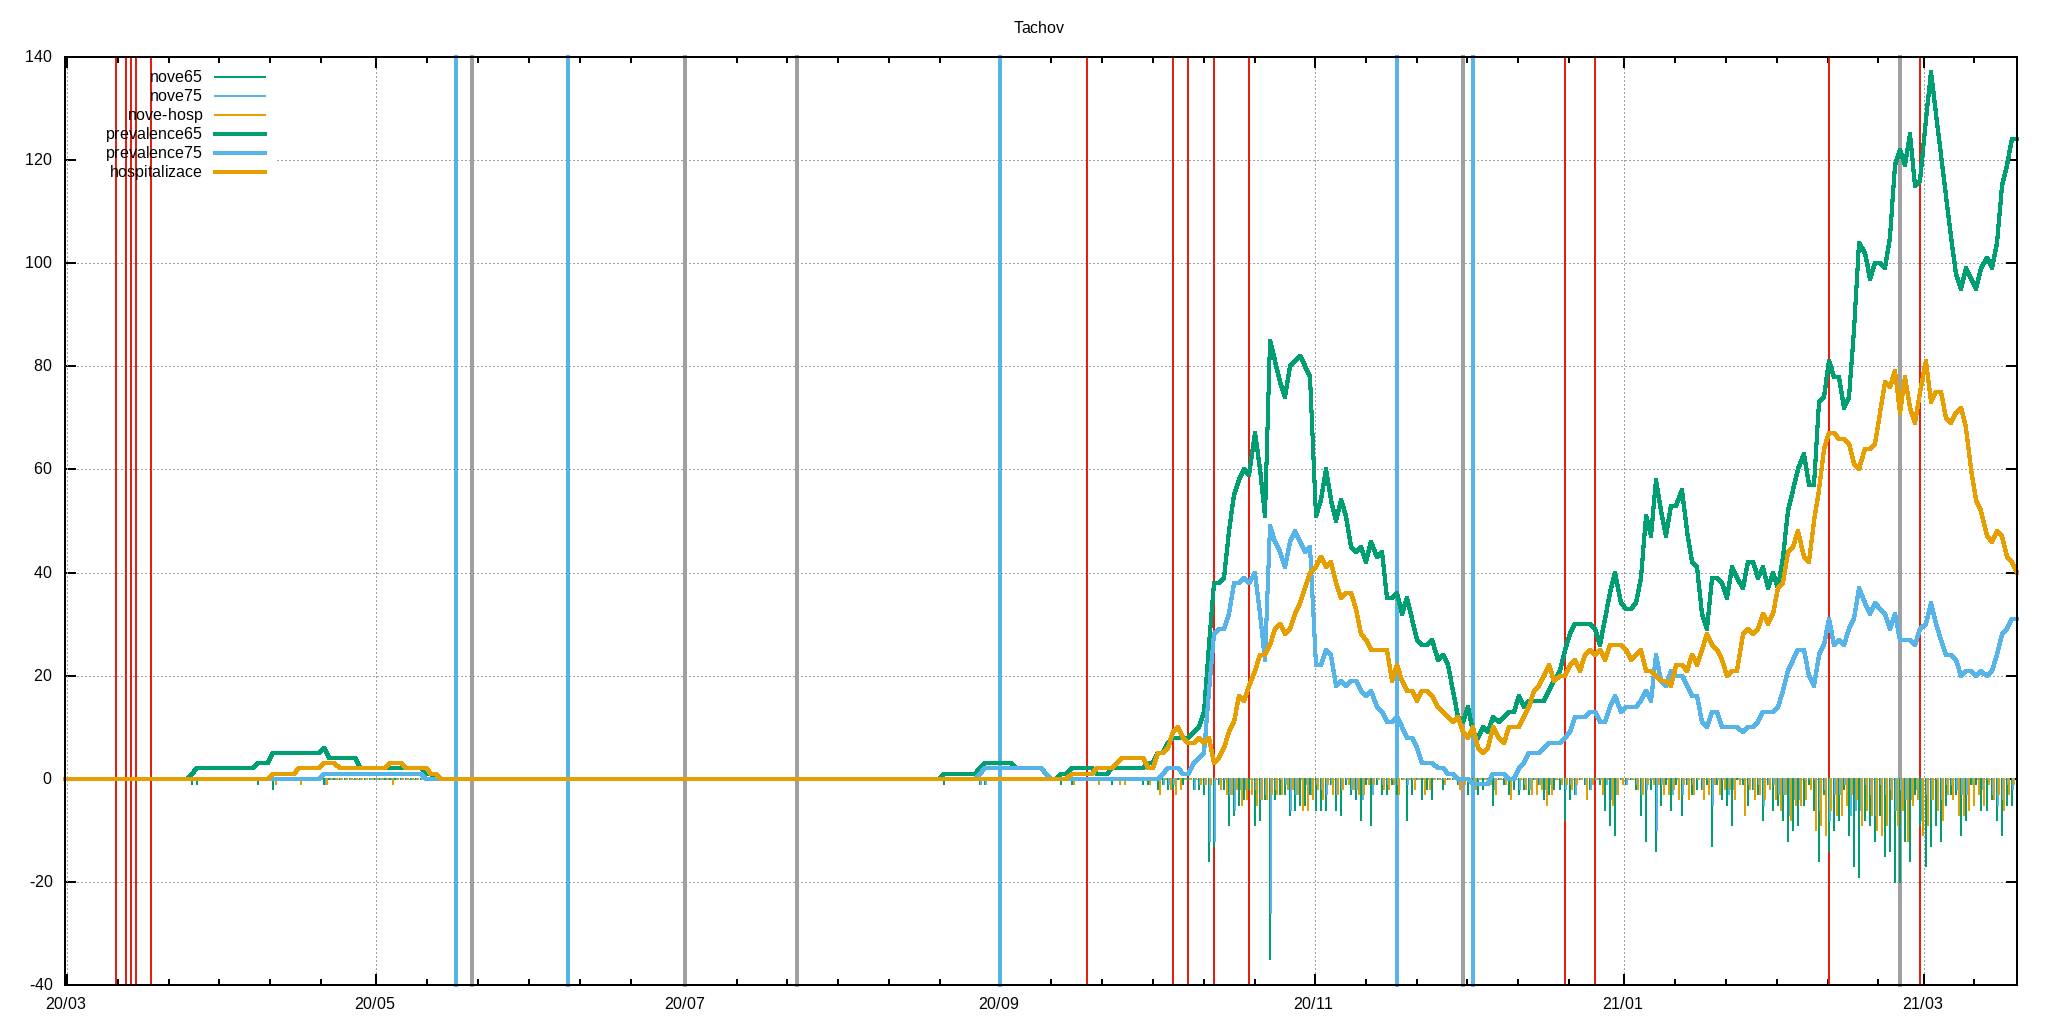 Tachov
140
nove65
nove75
nove-hosp
prevalence65
prevalence75
hospitalizace
120
100
80
60
40
20
0
-20
-40
20/03 20/05 20/07 20/09 20/11 21/01 21/03